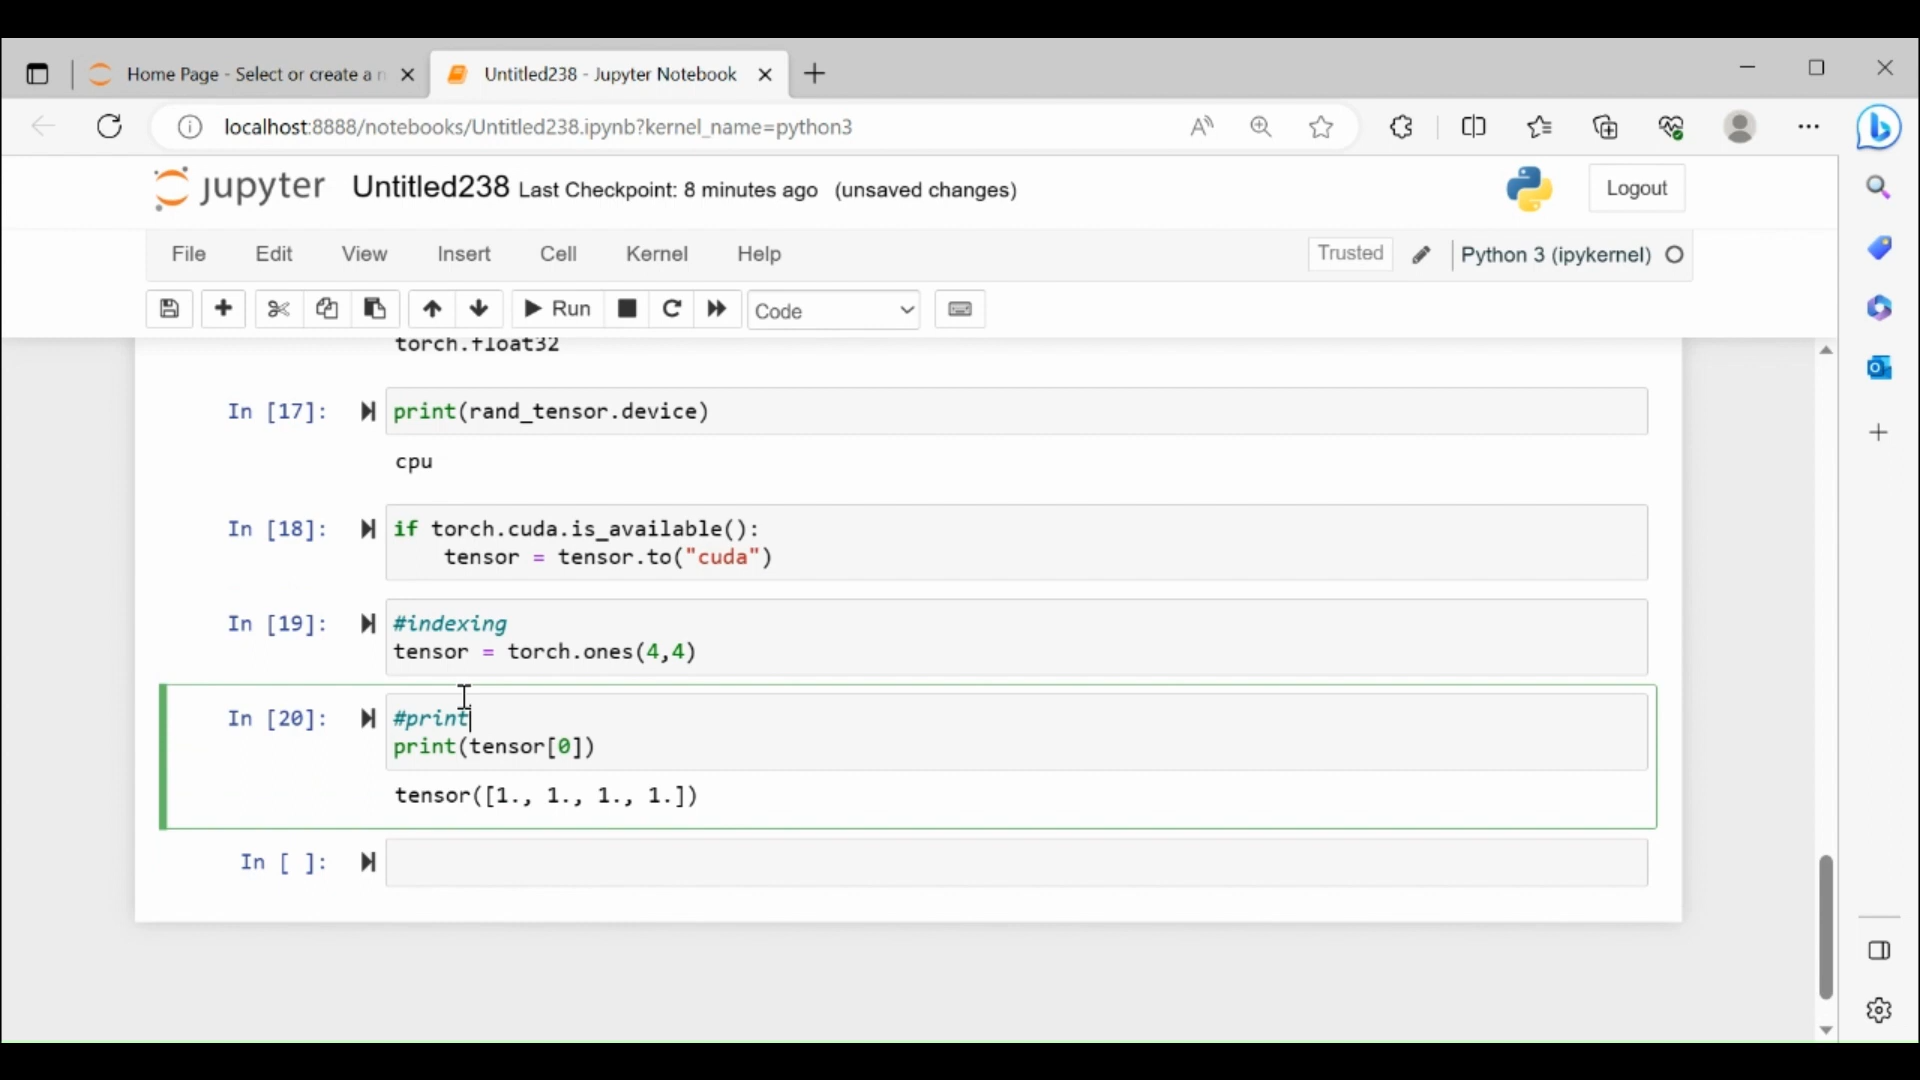 Home Page - Select or create a n
Untitled238 - Jupyter Notebook
localhost:8888/notebooks/Untitled238.ipynb?kernel_name=python3
jupyter Untitled238 Last Checkpoint: 8 minutes ago (unsaved changes)
Logout
File Edit View Insert Cell Kernel Help
Trusted
Python 3 (ipykernel)
Run
Code
torch.float32
In [17]: print(rand_tensor.device)
cpu
In [18]: if torch.cuda.is_available():
tensor = tensor.to("cuda")
In [19]: #indexing
tensor = torch.ones(4,4)
In [20]: #print
print(tensor[0])
tensor([1., 1., 1., 1.])
In [ ]: